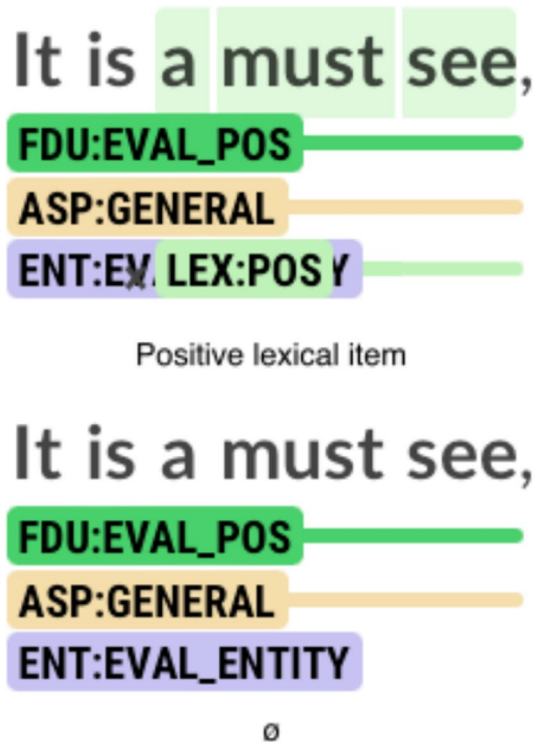 It is a must see,
FDU:EVAL_POS
ASP:GENERAL
LEX:POS
Positive lexical item
It is a must see,
FDU:EVAL_POS
ASP:GENERAL
ENT:EVAL_ENTITY
ø